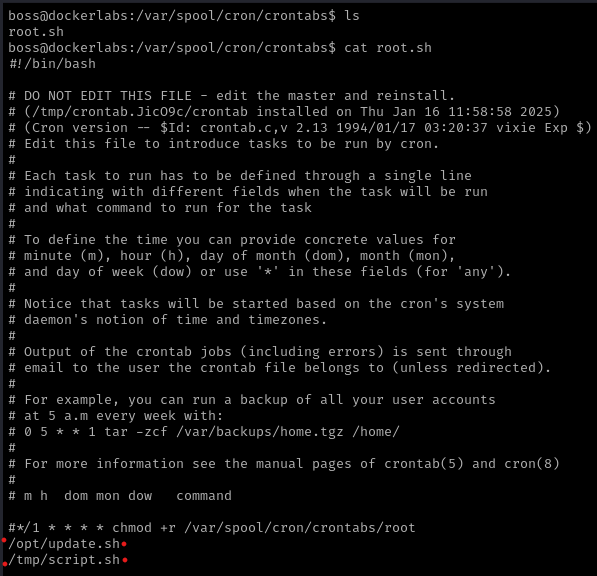 boss@dockerlabs:/var/spool/cron/crontabs$ ls
root.sh
boss@dockerlabs:/var/spool/cron/crontabs$ cat root.sh
#!/bin/bash
# DO NOT EDIT THIS FILE - edit the master and reinstall.
# (/tmp/crontab.JicO9c/crontab installed on Thu Jan 16 11:58:58 2025)
# (Cron version -- $Id: crontab.c,v 2.13 1994/01/17 03:20:37 vixie Exp $)
# Edit this file to introduce tasks to be run by cron.
#
# Each task to run has to be defined through a single line
# indicating with different fields when the task will be run
# and what command to run for the task
#
# To define the time you can provide concrete values for
# minute (m), hour (h), day of month (dom), month (mon),
# and day of week (dow) or use '*' in these fields (for 'any').
#
# Notice that tasks will be started based on the cron's system
# daemon's notion of time and timezones.
#
# Output of the crontab jobs (including errors) is sent through
# email to the user the crontab file belongs to (unless redirected).
#
# For example, you can run a backup of all your user accounts
# at 5 a.m every week with:
# 0 5 * * 1 tar -zcf /var/backups/home.tgz /home/
#
# For more information see the manual pages of crontab(5) and cron(8)
#
# m h  dom mon dow   command
#*/1 * * * * chmod +r /var/spool/cron/crontabs/root
/opt/update.sh
/tmp/script.sh